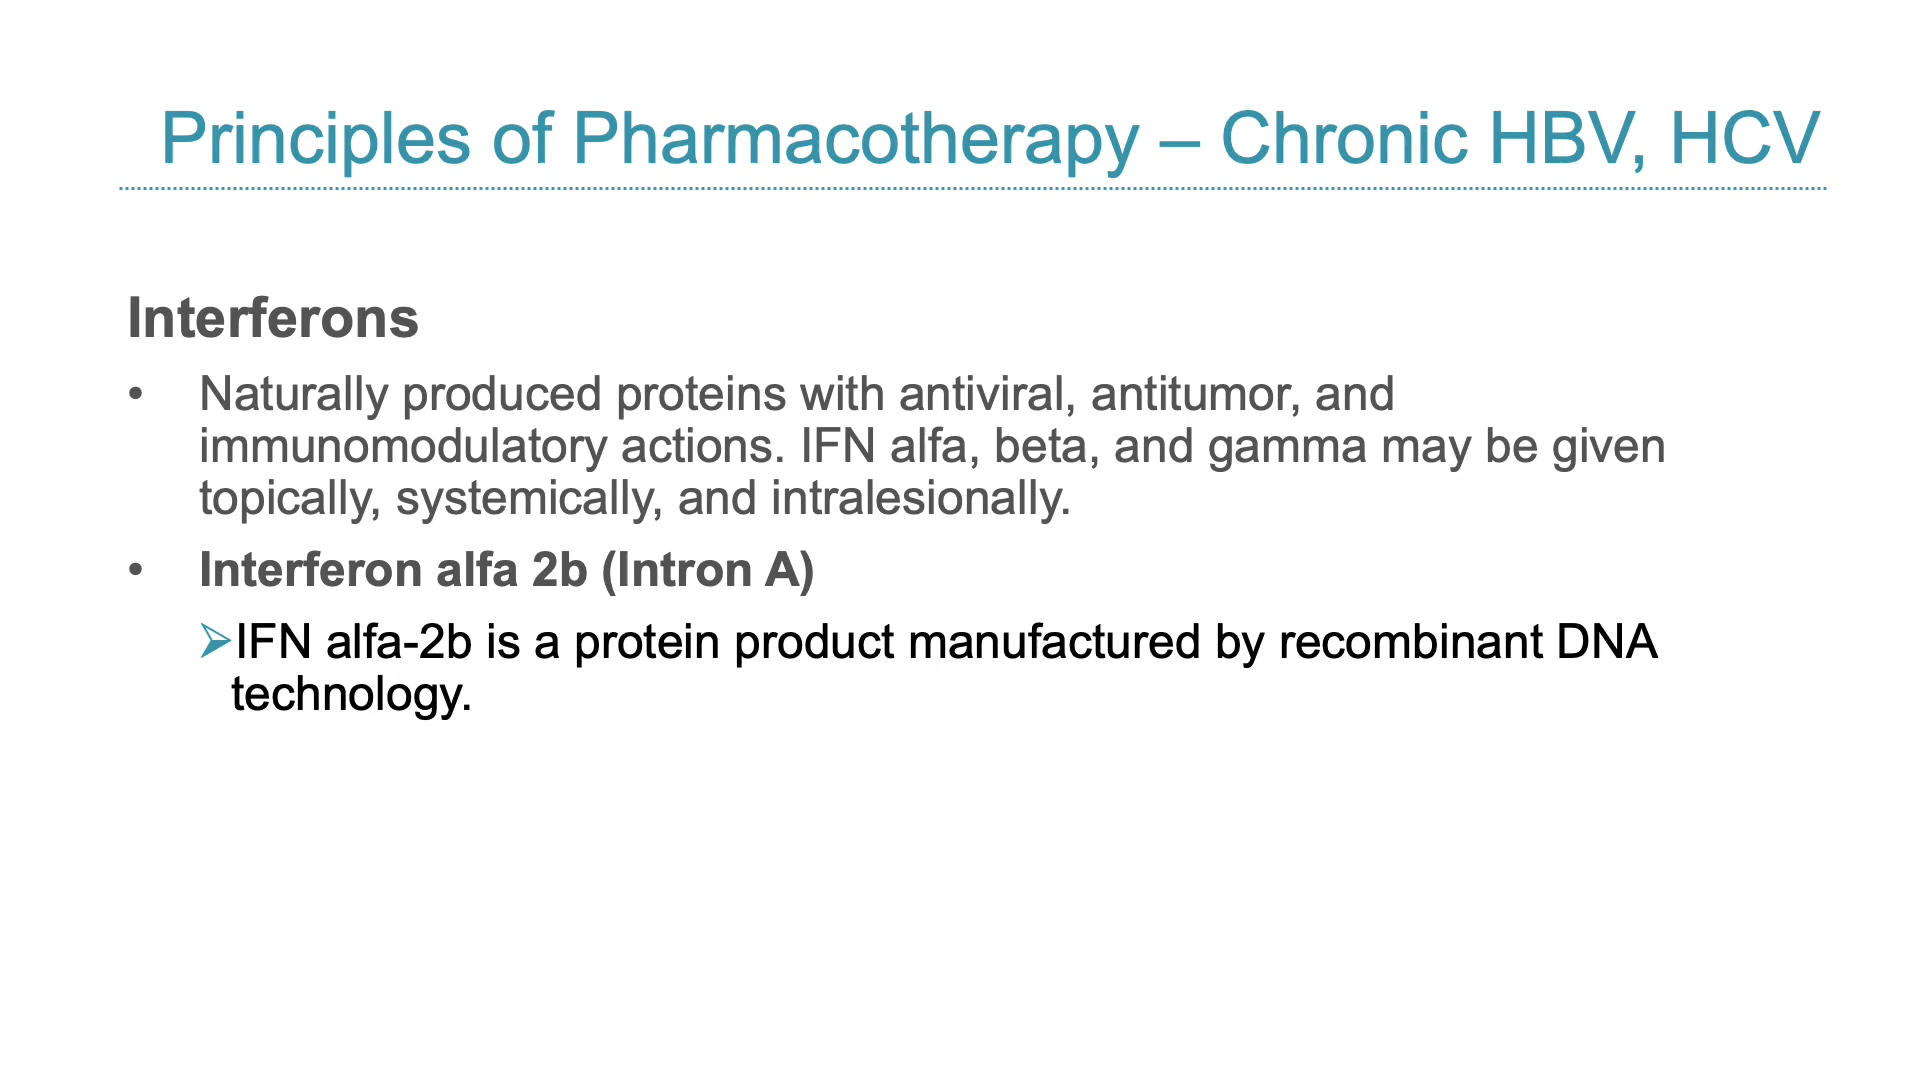 Principles of Pharmacotherapy – Chronic HBV, HCV
Interferons
• Naturally produced proteins with antiviral, antitumor, and
immunomodulatory actions. IFN alfa, beta, and gamma may be given
topically, systemically, and intralesionally.
• Interferon alfa 2b (Intron A)
➢IFN alfa-2b is a protein product manufactured by recombinant DNA
technology.